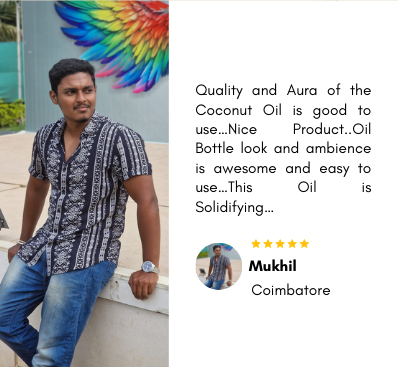 Quality and Aura of the
Coconut Oil is good to
use...Nice Product..Oil
Bottle look and ambience
is awesome and easy to
use...This Oil is
Solidifying...
Mukhil
Coimbatore